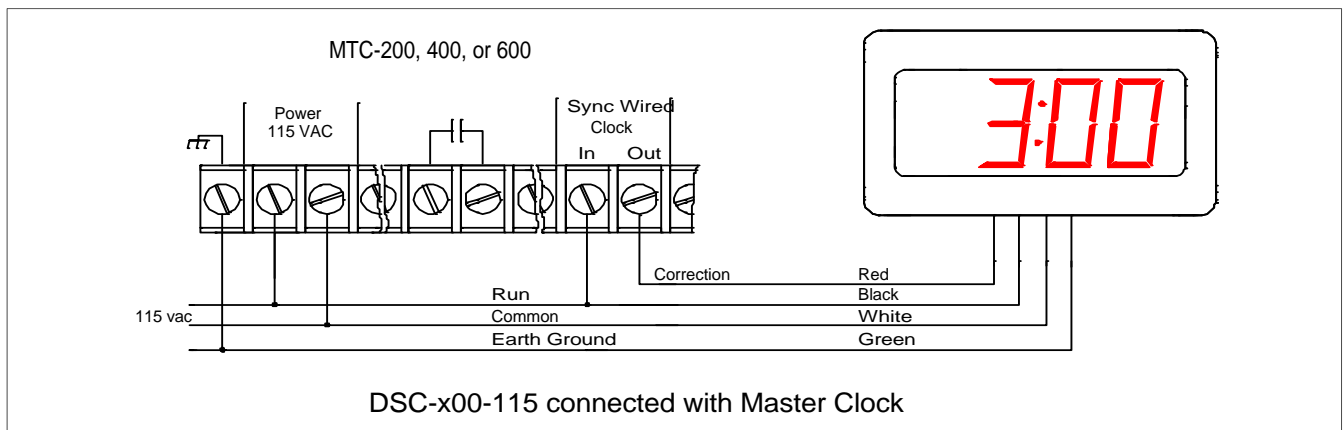 MTC-200, 400, or 600
Power
115 VAC
Sync Wired
Clock
In Out
3:00
Correction Red
Run Black
115 vac Common White
Earth Ground Green
DSC-x00-115 connected with Master Clock